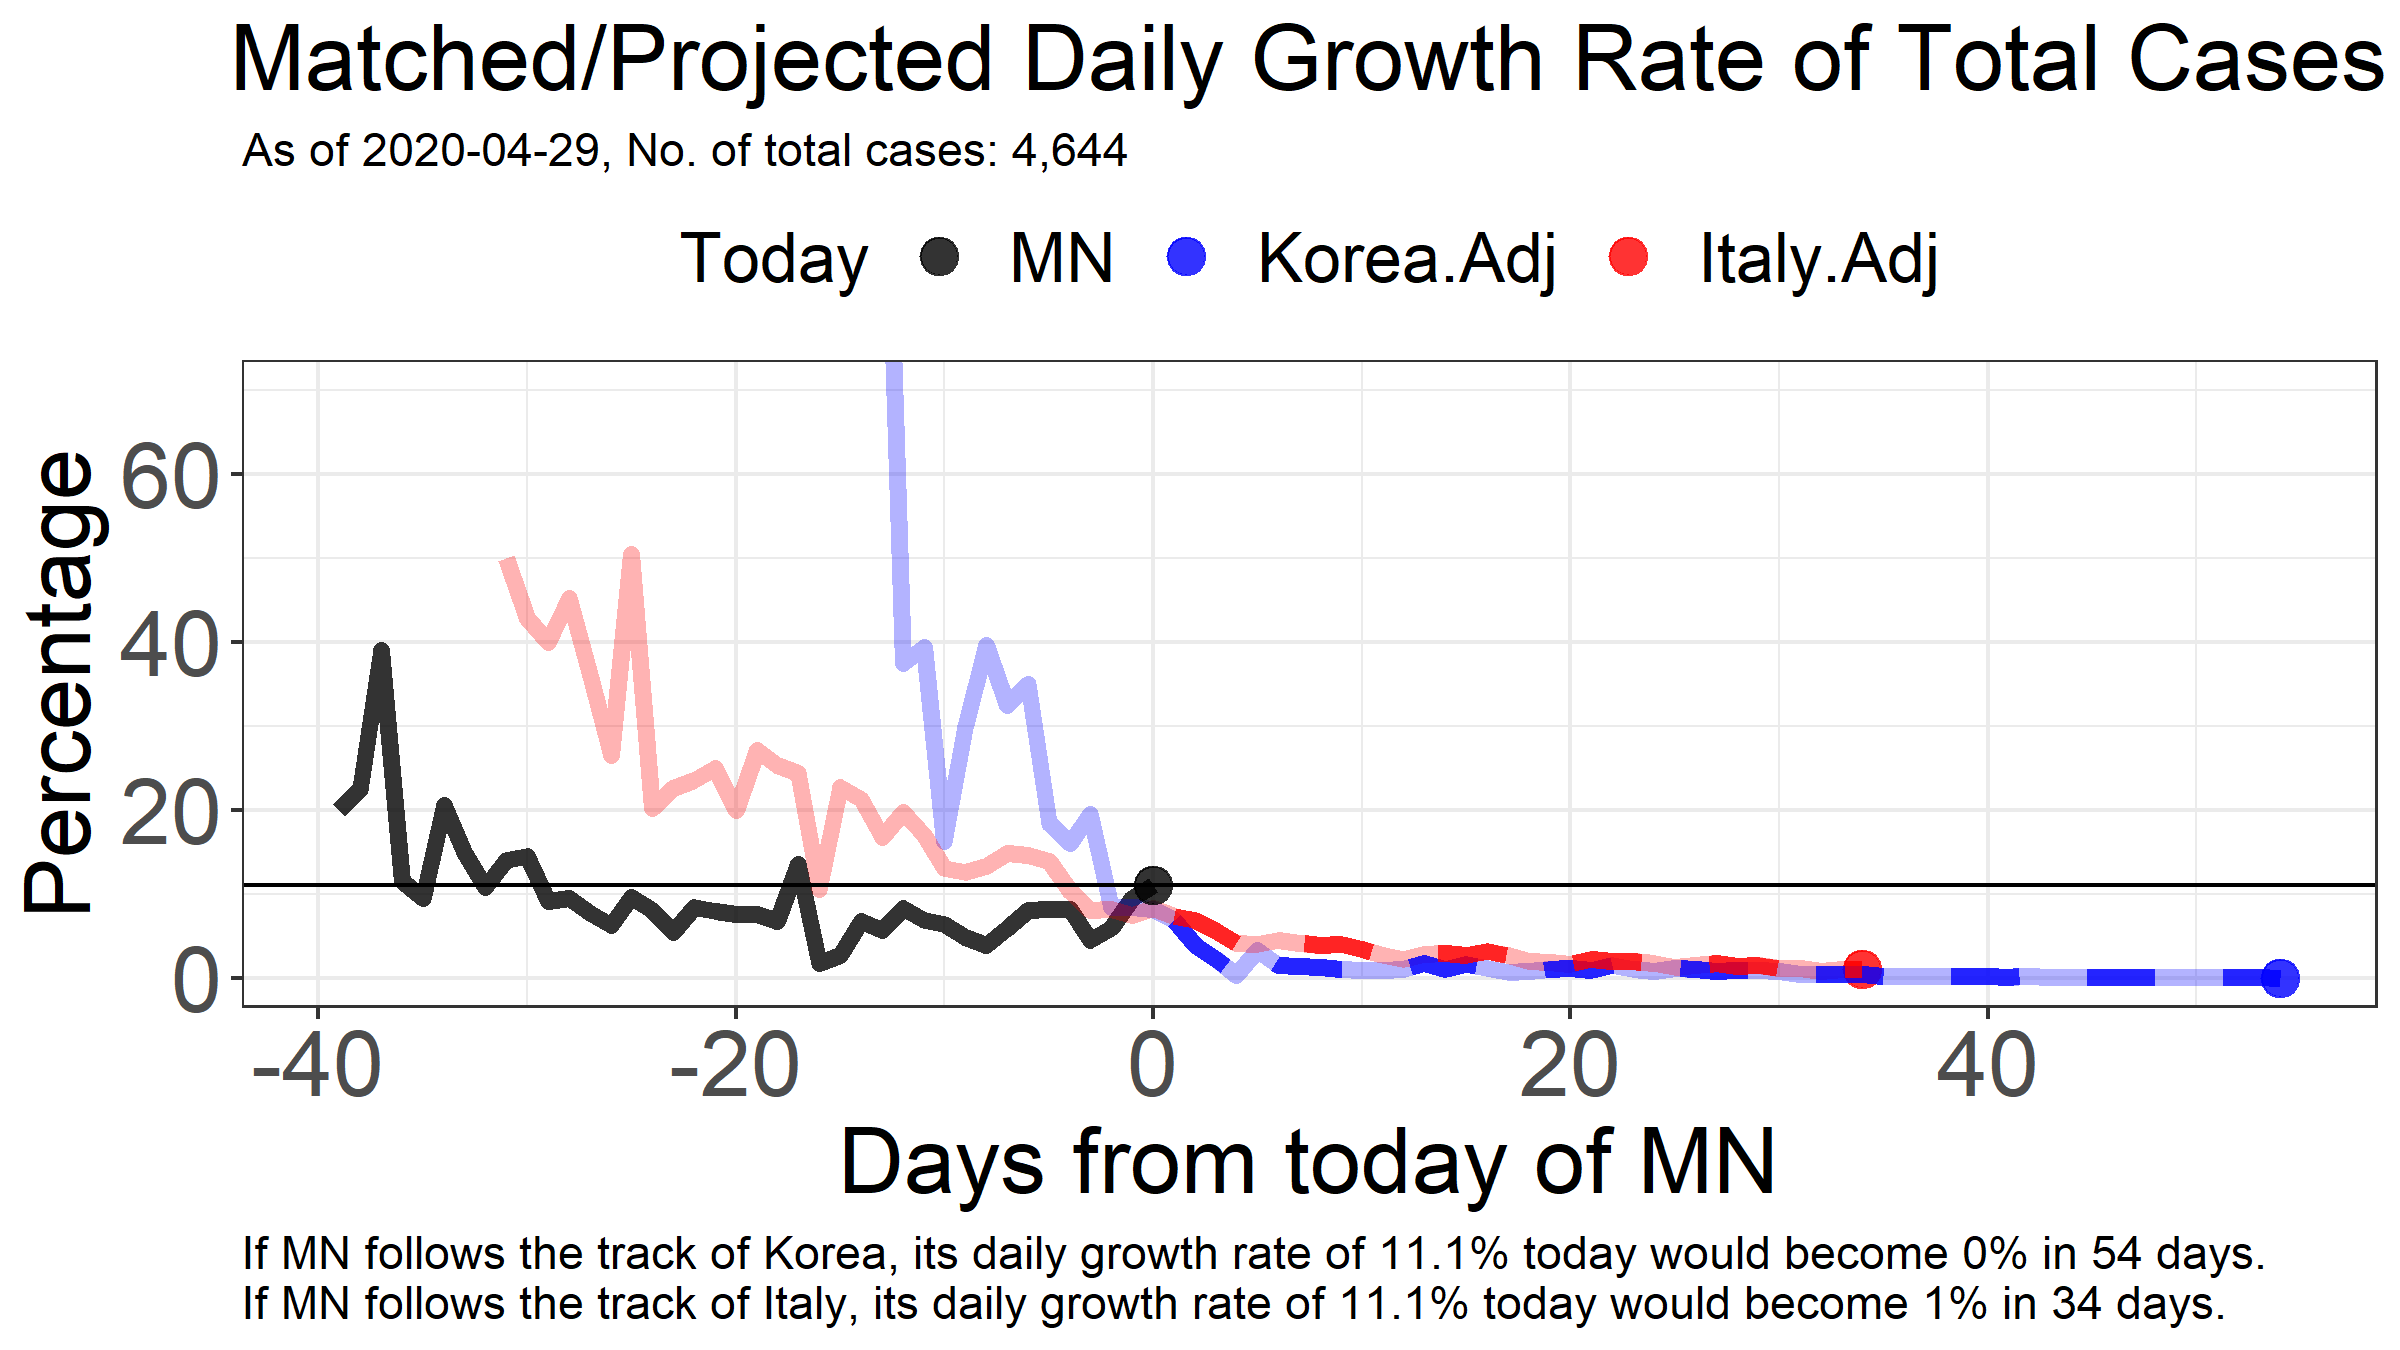 Matched/Projected Daily Growth Rate of Total Cases
As of 2020-04-29, No. of total cases: 4,644
Today MN Korea.Adj Italy.Adj
Percentage
60
40
20
0
-40 -20 0 20 40
Days from today of MN
If MN follows the track of Korea, its daily growth rate of 11.1% today would become 0% in 54 days.
If MN follows the track of Italy, its daily growth rate of 11.1% today would become 1% in 34 days.